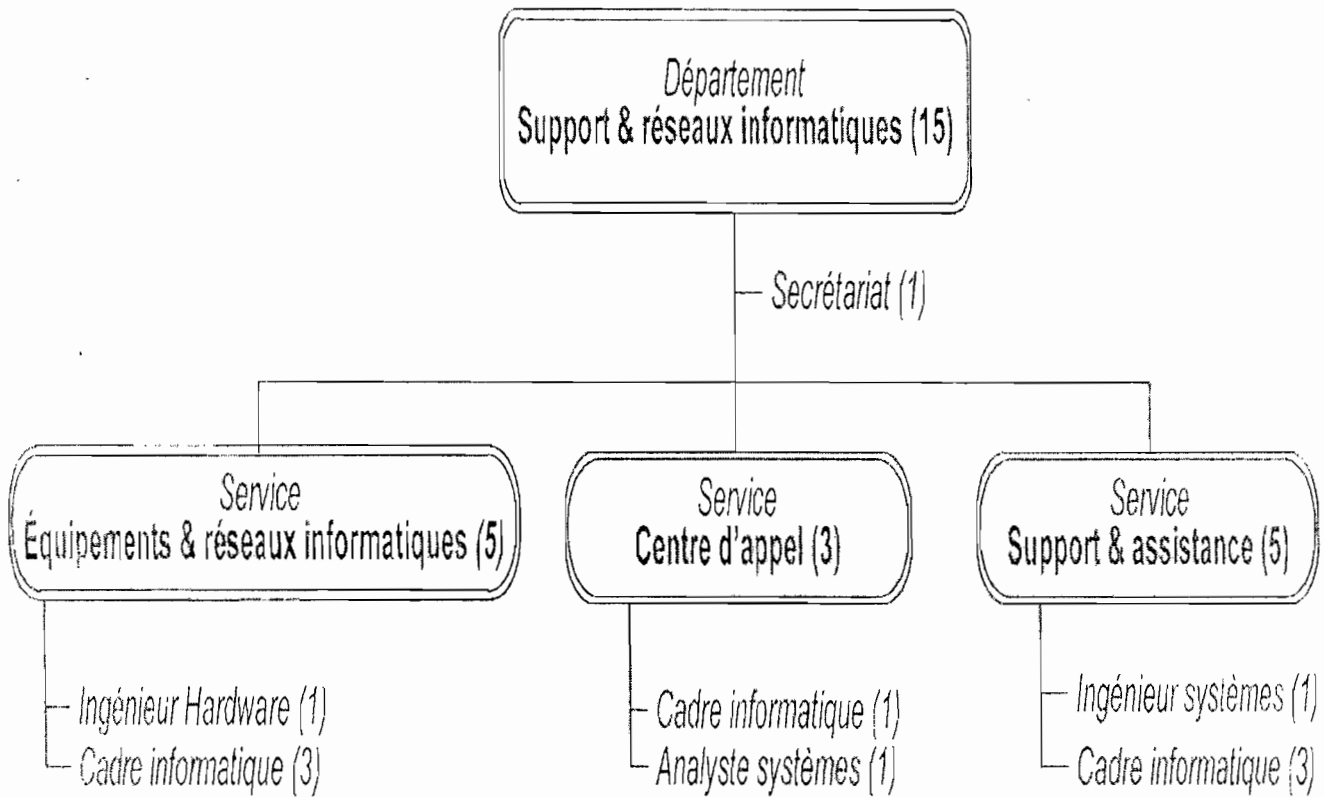 Département
Support & réseaux informatiques (15)
Secrétariat (1)
Service
Équipements & réseaux informatiques (5)
Ingénieur Hardware (1)
Cadre informatique (3)
Service
Centre d'appel (3)
Cadre informatique (1)
Analyste systèmes (1)
Service
Support & assistance (5)
Ingénieur systèmes (1)
Cadre informatique (3)